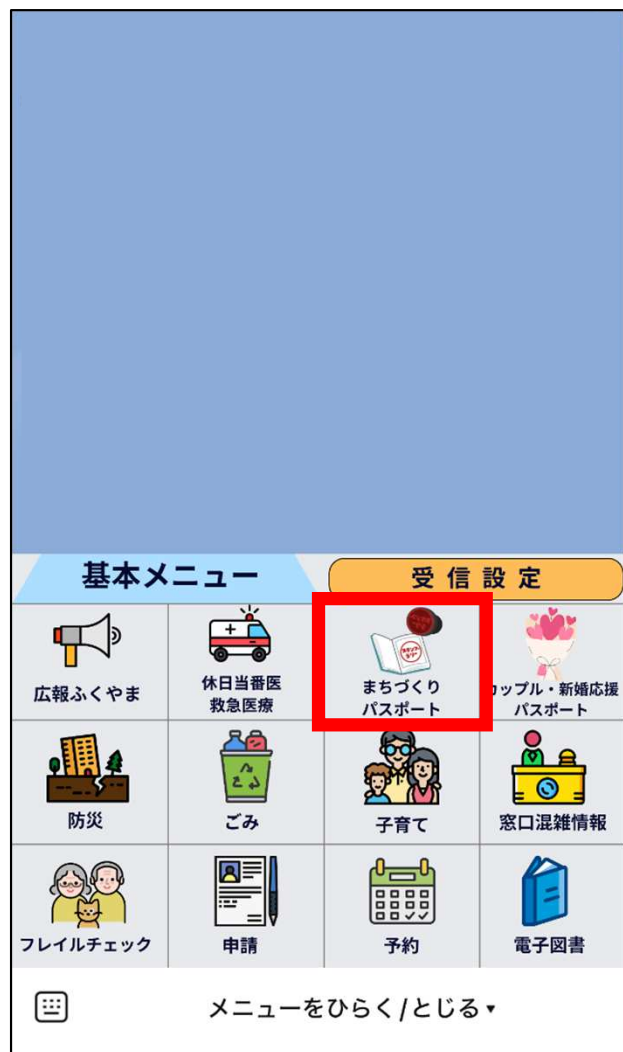 基本メニュー
受信設定
広報ふくやま
休日当番医
救急医療
まちづくり
パスポート
カップル・新婚応援
パスポート
防災
ごみ
子育て
窓口混雑情報
フレイルチェック
申請
予約
電子図書
メニューをひらく/とじる▾